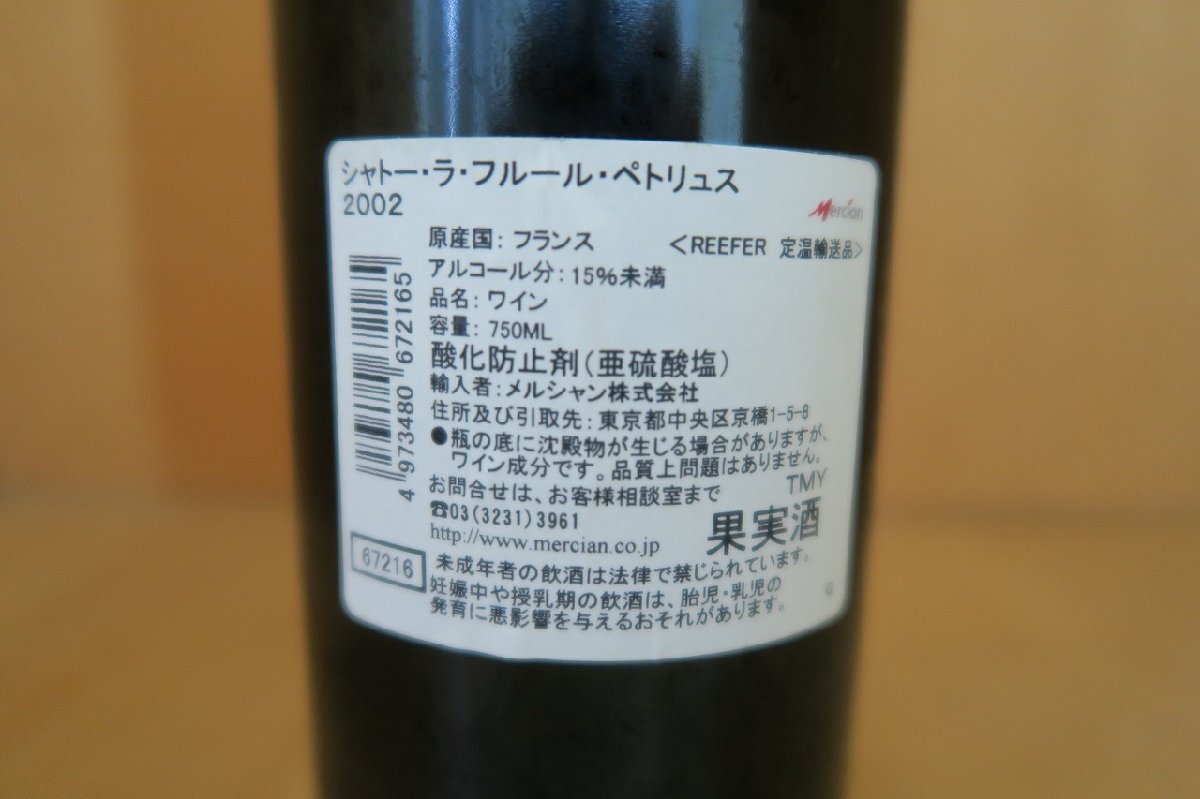 シャトー・ラ・フルール・ペトリュス
2002
Mercian
原産国：フランス　＜REEFER 定温輸送品＞
アルコール分：15％未満
品名：ワイン
容量：750ML
酸化防止剤（亜硫酸塩）
輸入者：メルシャン株式会社
住所及び引取先：東京都中央区京橋1-5-8
●瓶の底に沈殿物が生じる場合がありますが、
ワイン成分です。品質上問題はありません。
TMY
お問合せは、お客様相談室まで
☎03(3231)3961
http://www.mercian.co.jp
果実酒
未成年者の飲酒は法律で禁じられています。
妊娠中や授乳期の飲酒は、胎児・乳児の
発育に悪影響を与えるおそれがあります。
G
4 973480 672165
67216